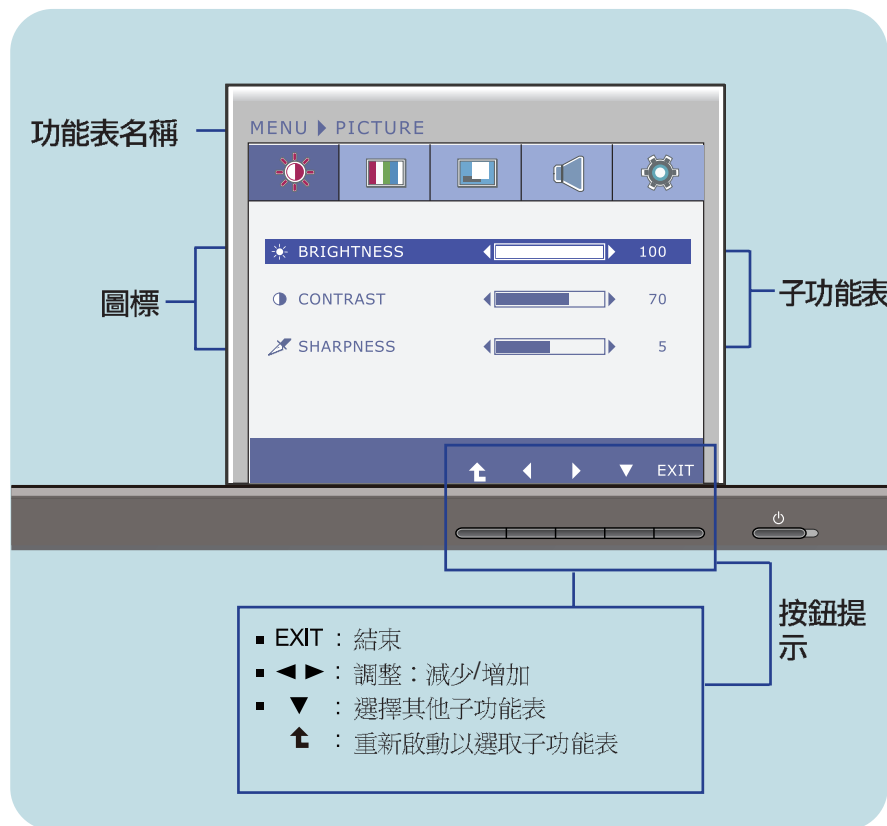 功能表名稱
MENU ▶ PICTURE
圖標
BRIGHTNESS 100
CONTRAST 70
SHARPNESS 5
子功能表
EXIT
按鈕提
示
▪ EXIT : 結束
▪ ◀ ▶ : 調整：減少/增加
▪ ▼ : 選擇其他子功能表
: 重新啟動以選取子功能表